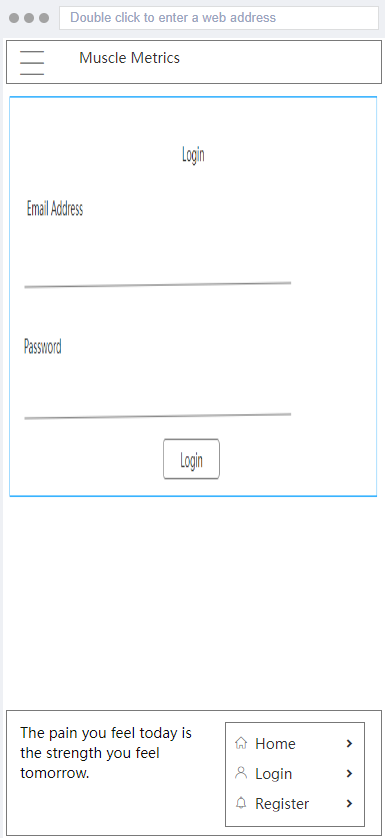 Double click to enter a web address
Muscle Metrics
Login
Email Address
Password
Login
The pain you feel today is
the strength you feel
tomorrow.
Home
Login
Register